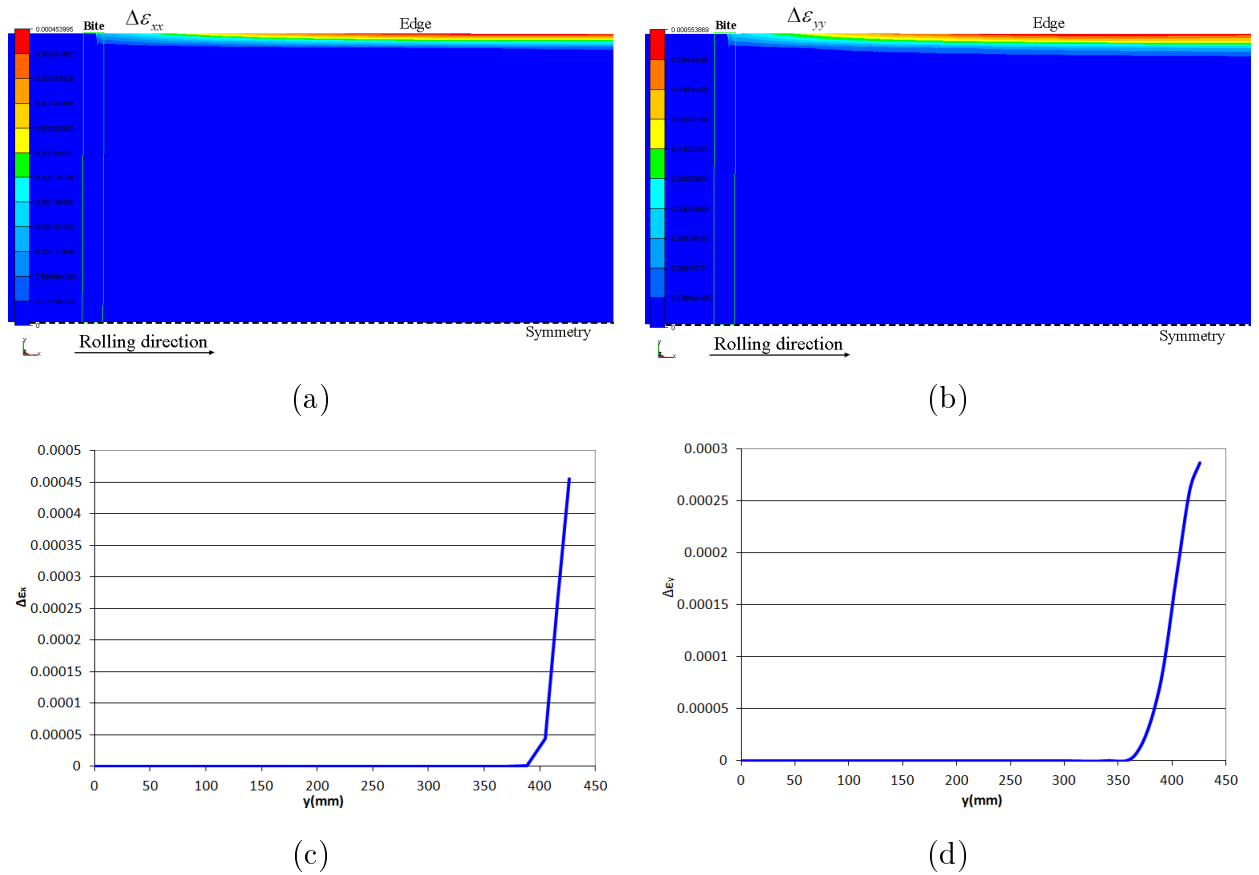 Bite
Δε_xx
Edge
0.000453995
0
Symmetry
y
x
Rolling direction
(a)
Bite
Δε_yy
Edge
0.000553869
0
Symmetry
y
x
Rolling direction
(b)
0.0005
0.00045
0.0004
0.00035
0.0003
0.00025
0.0002
0.00015
0.0001
0.00005
0
Δεx
0 50 100 150 200 250 300 350 400 450
y(mm)
(c)
0.0003
0.00025
0.0002
0.00015
0.0001
0.00005
0
Δεy
0 50 100 150 200 250 300 350 400 450
y(mm)
(d)